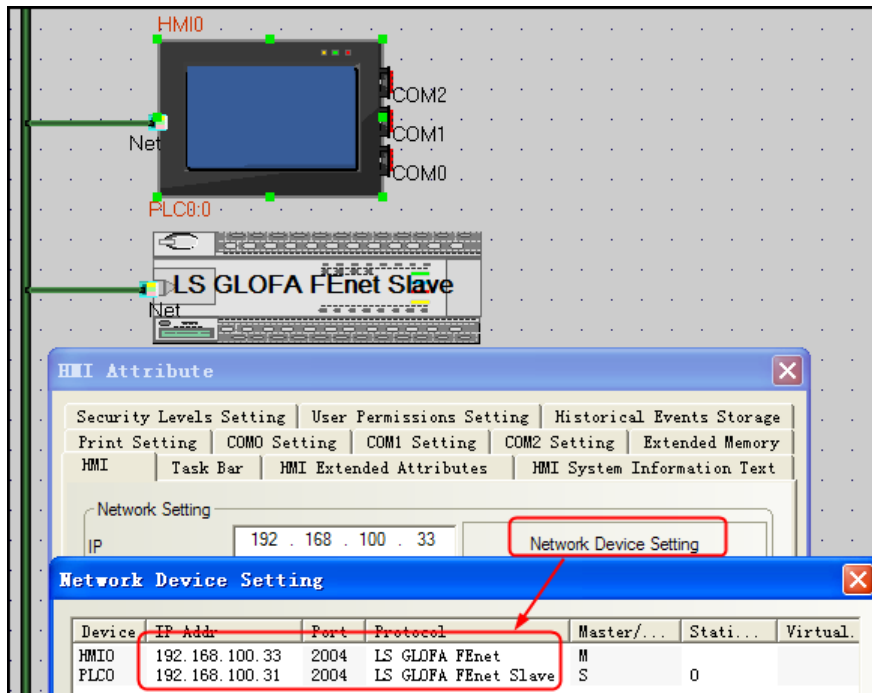 HMI0
COM2
COM1
Net
COM0
PLC0:0
LS GLOFA FEnet Slave
Net
HMI Attribute
Security Levels Setting User Permissions Setting Historical Events Storage
Print Setting COM0 Setting COM1 Setting COM2 Setting Extended Memory
HMI Task Bar HMI Extended Attributes HMI System Information Text
Network Setting
IP 192 . 168 . 100 . 33 Network Device Setting
Network Device Setting
Device IP Addr Port Protocol Master/... Stati... Virtual.
HMI0 192.168.100.33 2004 LS GLOFA FEnet M
PLC0 192.168.100.31 2004 LS GLOFA FEnet Slave S 0